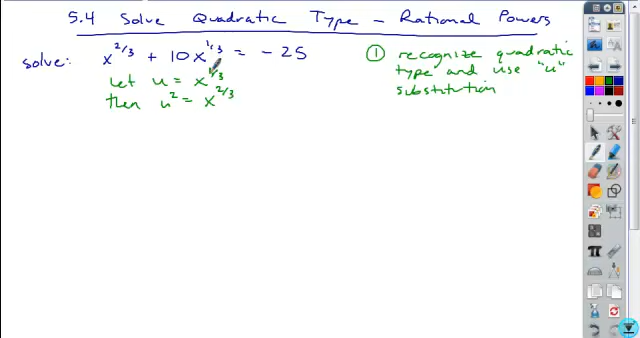 5.4 Solve Quadratic Type - Rational Powers
solve: x^2/3 + 10x^1/3 = -25
Let u = x^1/3
then u^2 = x^2/3
① recognize quadratic
type and use "u"
substitution